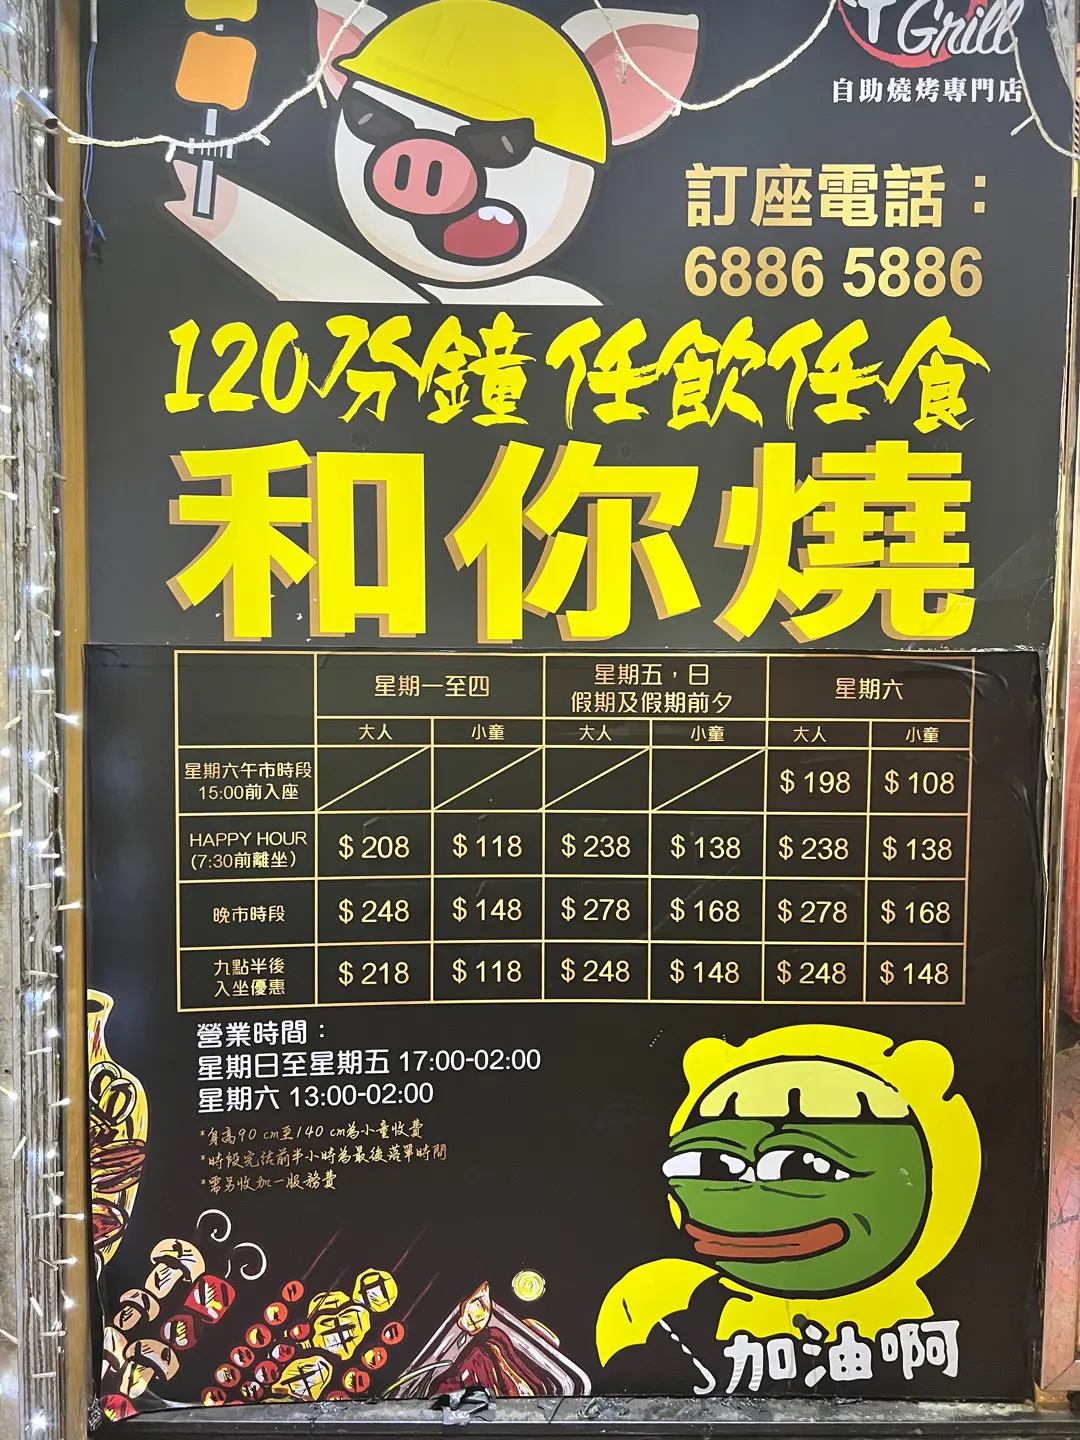 Grill
自助燒烤專門店
訂座電話：
6886 5886
120分鐘任飲任食
和你燒
星期一至四
星期五，日
假期及假期前夕
星期六
大人 小童 大人 小童 大人 小童
星期六午市時段
15:00前入座
$198 $108
HAPPY HOUR
(7:30前離坐)
$208 $118 $238 $138 $238 $138
晚市時段
$248 $148 $278 $168 $278 $168
九點半後
入坐優惠
$218 $118 $248 $148 $248 $148
營業時間：
星期日至星期五 17:00-02:00
星期六 13:00-02:00
*身高90 cm至140 cm為小童收費
*時段完結前半小時為最後落單時間
*需另收加一服務費
加油啊